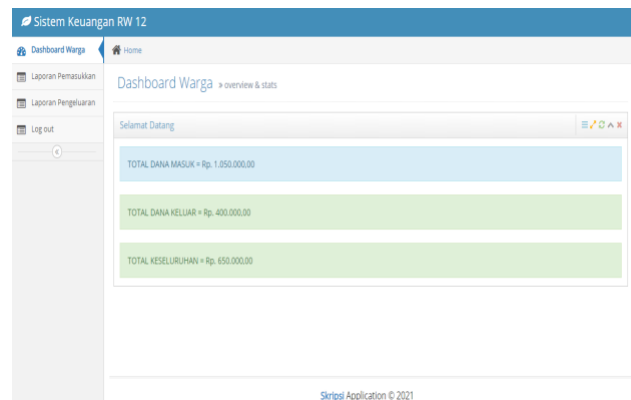 Sistem Keuangan RW 12
Dashboard Warga
Laporan Pemasukkan
Laporan Pengeluaran
Log out
Home
Dashboard Warga » overview & stats
Selamat Datang
TOTAL DANA MASUK = Rp. 1.050.000,00
TOTAL DANA KELUAR = Rp. 400.000,00
TOTAL KESELURUHAN = Rp. 650.000,00
Skripsi Application © 2021